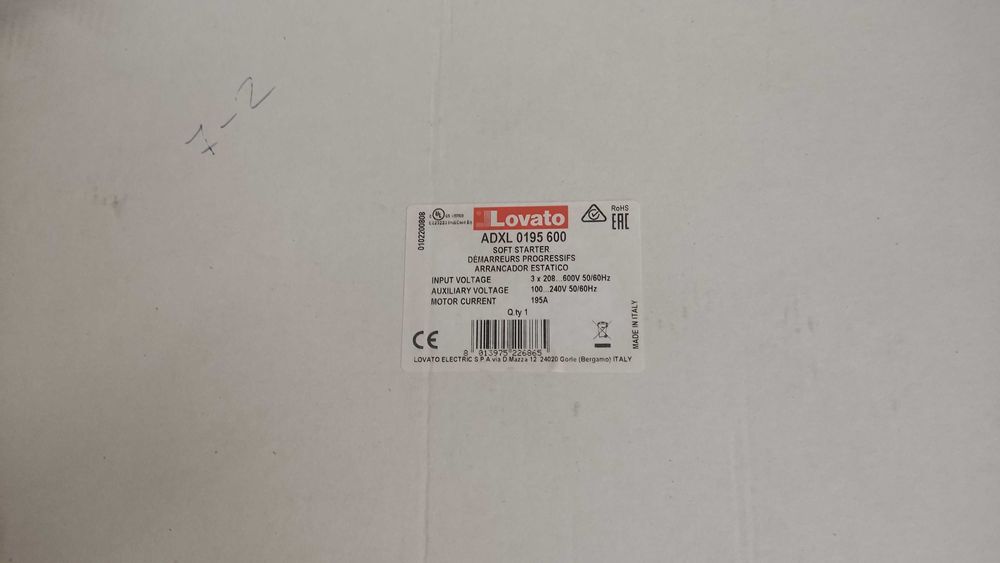 7-2
0102200808
Lovato
RoHS
EAC
ADXL 0195 600
SOFT STARTER
DÉMARREURS PROGRESSIFS
ARRANCADOR ESTATICO
INPUT VOLTAGE 3 x 208...600V 50/60Hz
AUXILIARY VOLTAGE 100...240V 50/60Hz
MOTOR CURRENT 195A
Q.ty 1
CE
8 013975 226865
MADE IN ITALY
LOVATO ELECTRIC S.P.A via D.Mazza 12 24020 Gorle (Bergamo) ITALY